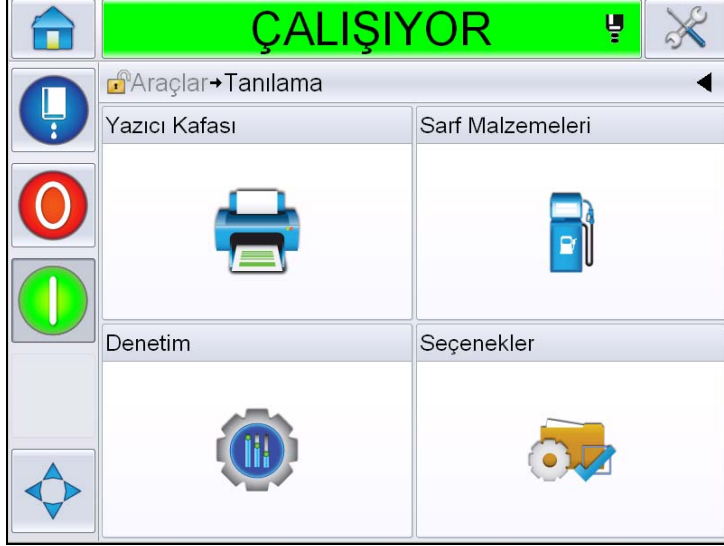 ÇALIŞIYOR
Araçlar→Tanılama
Yazıcı Kafası
Sarf Malzemeleri
Denetim
Seçenekler